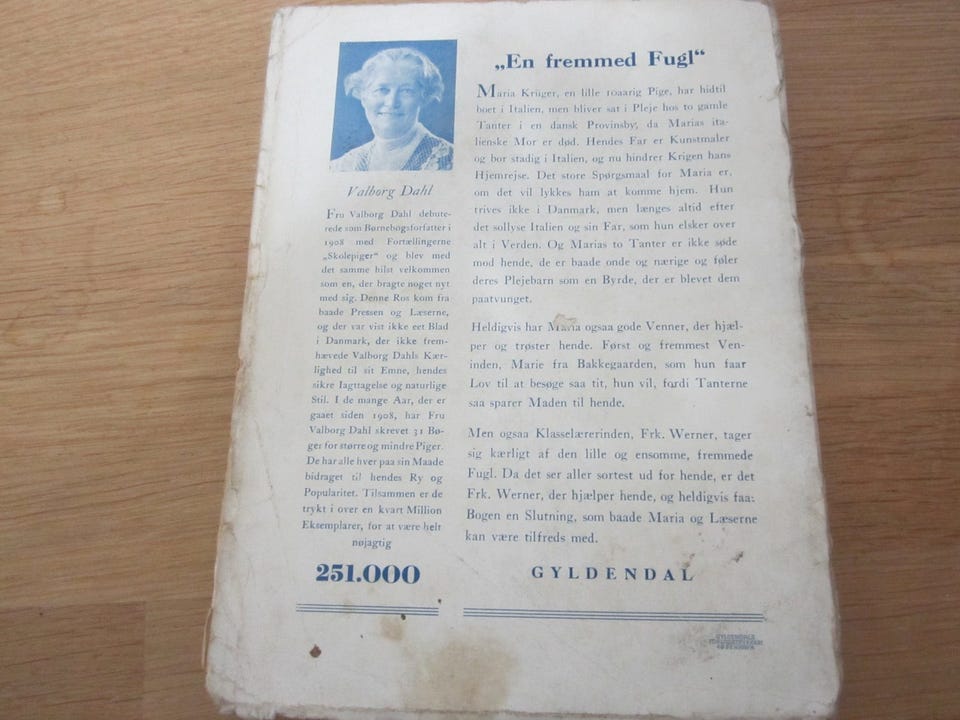 Valborg Dahl
Fru Valborg Dahl debute-
rede som Børnebogsforfatter i
1908 med Fortællingerne
„Skolepiger“ og blev med
det samme hilst velkommen
som en, der bragte noget nyt
med sig. Denne Ros kom fra
baade Pressen og Læserne,
og der var vist ikke eet Blad
i Danmark, der ikke frem-
hævede Valborg Dahls Kær-
lighed til sit Emne, hendes
sikre Iagttagelse og naturlige
Stil. I de mange Aar, der er
gaaet siden 1908, har Fru
Valborg Dahl skrevet 31 Bø-
ger for større og mindre Piger.
De har alle hver paa sin Maade
bidraget til hendes Ry og
Popularitet. Tilsammen er de
trykt i over en kvart Million
Eksemplarer, for at være helt
nøjagtig
251.000
„En fremmed Fugl“
Maria Krüger, en lille 10aarig Pige, har hidtil
boet i Italien, men bliver sat i Pleje hos to gamle
Tanter i en dansk Provinsby, da Marias ita-
lienske Mor er død. Hendes Far er Kunstmaler
og bor stadig i Italien, og nu hindrer Krigen hans
Hjemrejse. Det store Spørgsmaal for Maria er,
om det vil lykkes ham at komme hjem. Hun
trives ikke i Danmark, men længes altid efter
det sollyse Italien og sin Far, som hun elsker over
alt i Verden. Og Marias to Tanter er ikke søde
mod hende, de er baade onde og nærige og føler
deres Plejebarn som en Byrde, der er blevet dem
paatvunget.
Heldigvis har Maria ogsaa gode Venner, der hjæl-
per og trøster hende. Først og fremmest Ven-
inden, Marie fra Bakkegaarden, som hun faar
Lov til at besøge saa tit, hun vil, fordi Tanterne
saa sparer Maden til hende.
Men ogsaa Klasselærerinden, Frk. Werner, tager
sig kærligt af den lille og ensomme, fremmede
Fugl. Da det ser aller sortest ud for hende, er det
Frk. Werner, der hjælper hende, og heldigvis faar
Bogen en Slutning, som baade Maria og Læserne
kan være tilfreds med.
GYLDENDAL
GYLDENDALS